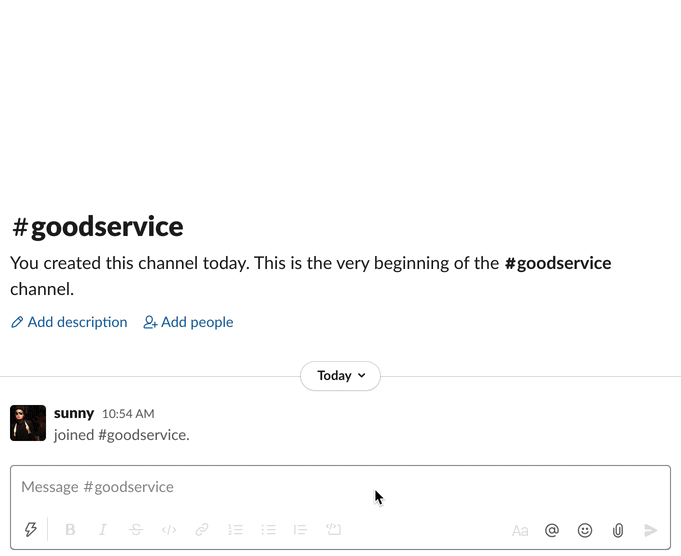 #goodservice
You created this channel today. This is the very beginning of the #goodservice
channel.
Add description Add people
Today
sunny 10:54 AM
joined #goodservice.
Message #goodservice
B I S </> Aa @